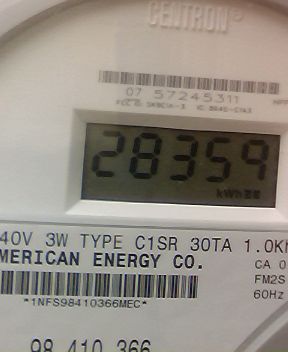 CENTRON®
07 57245311
28359
kWh
40V 3W TYPE C1SR 30TA 1.0K
MERICAN ENERGY CO.
CA 0
FM2S
60Hz
*1NFS98410366MEC*
98 410 366